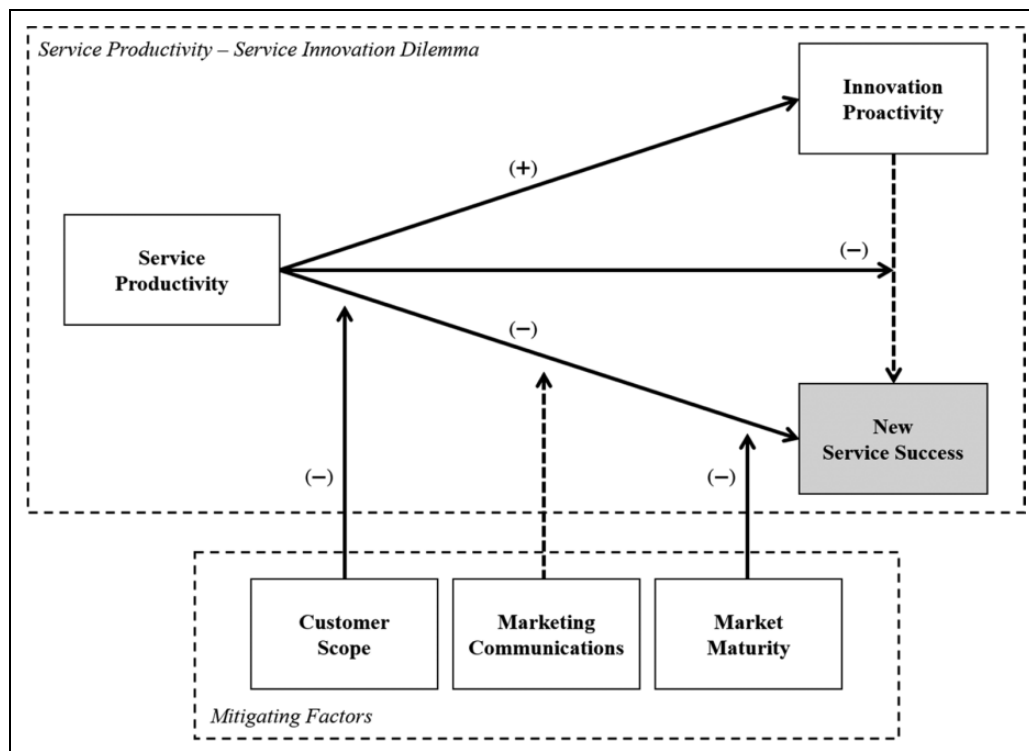 Service Productivity – Service Innovation Dilemma
Innovation
Proactivity
(+)
Service
Productivity
(−)
(−)
New
Service Success
(−)
(−)
Customer
Scope
Marketing
Communications
Market
Maturity
Mitigating Factors